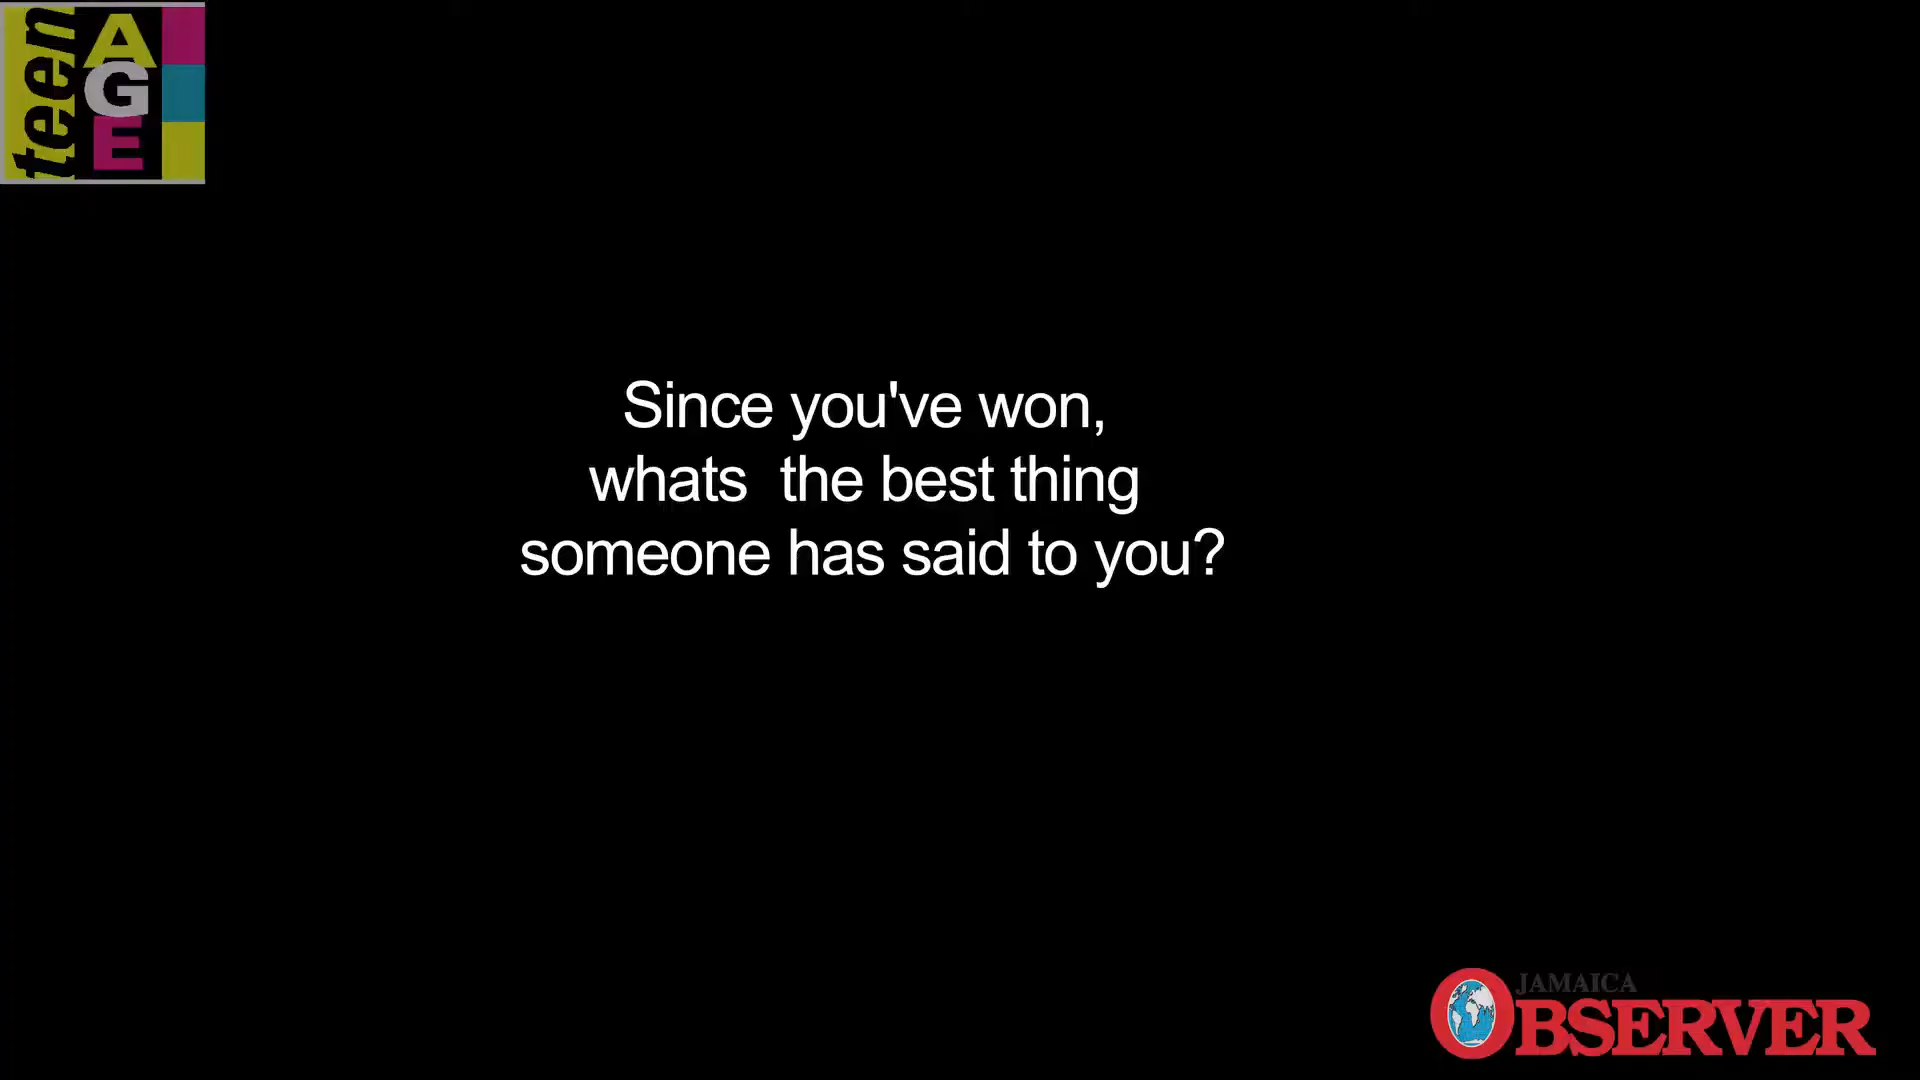 teen
AGE
Since you've won,
whats  the best thing
someone has said to you?
JAMAICA
OBSERVER